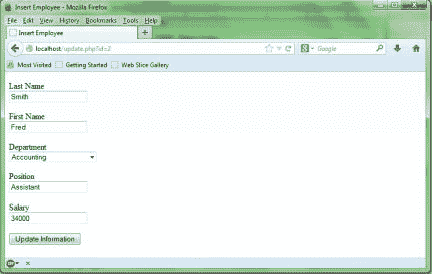 Insert Employee - Mozilla Firefox
File Edit View History Bookmarks Tools Help
Insert Employee
localhost/update.php?id=2
Google
Most Visited Getting Started Web Slice Gallery
Last Name
Smith
First Name
Fred
Department
Accounting
Position
Assistant
Salary
34000
Update Information